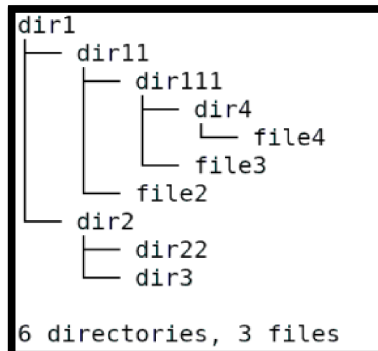 dir1
├── dir11
│   ├── dir111
│   │   ├── dir4
│   │   │   └── file4
│   │   └── file3
│   └── file2
└── dir2
    ├── dir22
    └── dir3
6 directories, 3 files